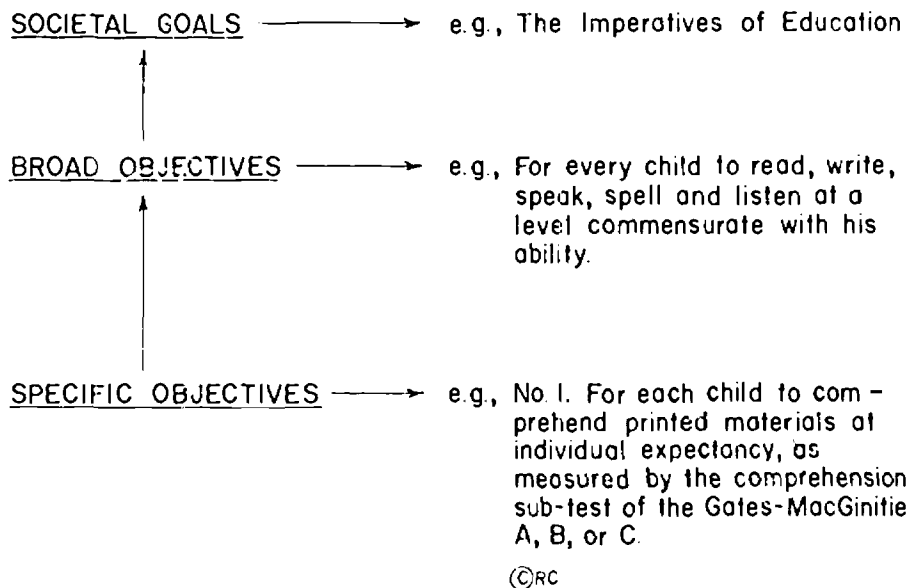 SOCIETAL GOALS e.g., The Imperatives of Education
BROAD OBJECTIVES e.g., For every child to read, write,
speak, spell and listen at a
level commensurate with his
ability.
SPECIFIC OBJECTIVES e.g., No. 1. For each child to com-
prehend printed materials at
individual expectancy, as
measured by the comprehension
sub-test of the Gates-MacGinitie
A, B, or C.
©RC